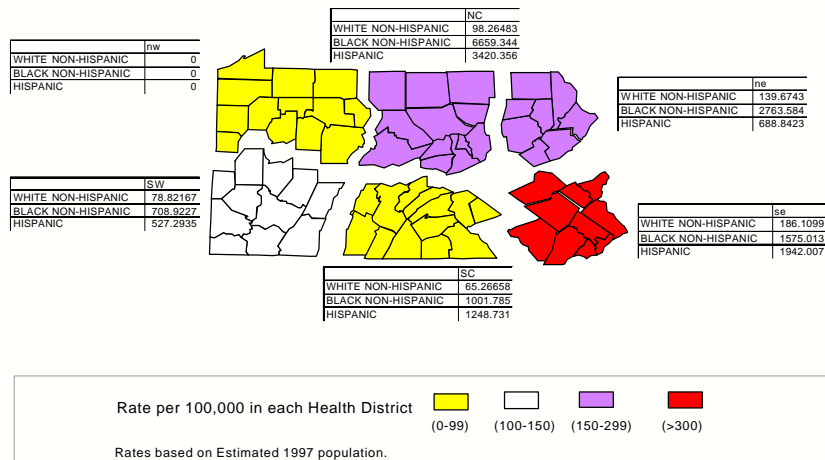 NC
WHITE NON-HISPANIC 98.26483
BLACK NON-HISPANIC 6659.344
HISPANIC 3420.356
nw
WHITE NON-HISPANIC 0
BLACK NON-HISPANIC 0
HISPANIC 0
ne
WHITE NON-HISPANIC 139.6743
BLACK NON-HISPANIC 2763.584
HISPANIC 688.8423
SW
WHITE NON-HISPANIC 78.82167
BLACK NON-HISPANIC 708.9227
HISPANIC 527.2935
se
WHITE NON-HISPANIC 186.1099
BLACK NON-HISPANIC 1575.013
HISPANIC 1942.007
SC
WHITE NON-HISPANIC 65.26658
BLACK NON-HISPANIC 1001.785
HISPANIC 1248.731
Rate per 100,000 in each Health District
(0-99) (100-150) (150-299) (>300)
Rates based on Estimated 1997 population.